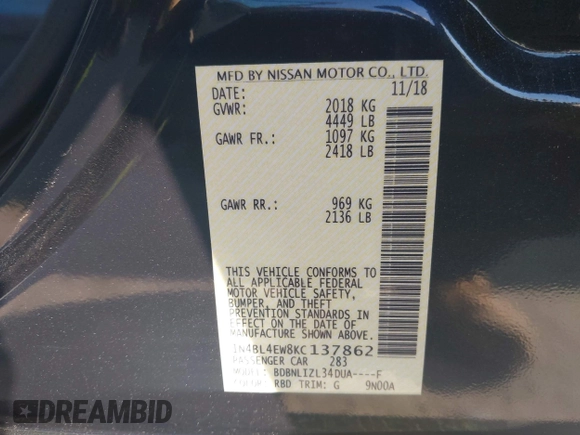 MFD BY NISSAN MOTOR CO., LTD.
DATE: 11/18
GVWR: 2018 KG
4449 LB
GAWR FR.: 1097 KG
2418 LB
GAWR RR.: 969 KG
2136 LB
THIS VEHICLE CONFORMS TO
ALL APPLICABLE FEDERAL
MOTOR VEHICLE SAFETY,
BUMPER, AND THEFT
PREVENTION STANDARDS
IN EFFECT ON THE DATE OF
MANUFACTURE SHOWN ABOVE.
1N4BL4EW8KC137862
PASSENGER CAR 283
MODEL: BDBNLIZL34DUA----F
COLOR: RBD TRIM: G 9N00A
AUTOBIDMASTER